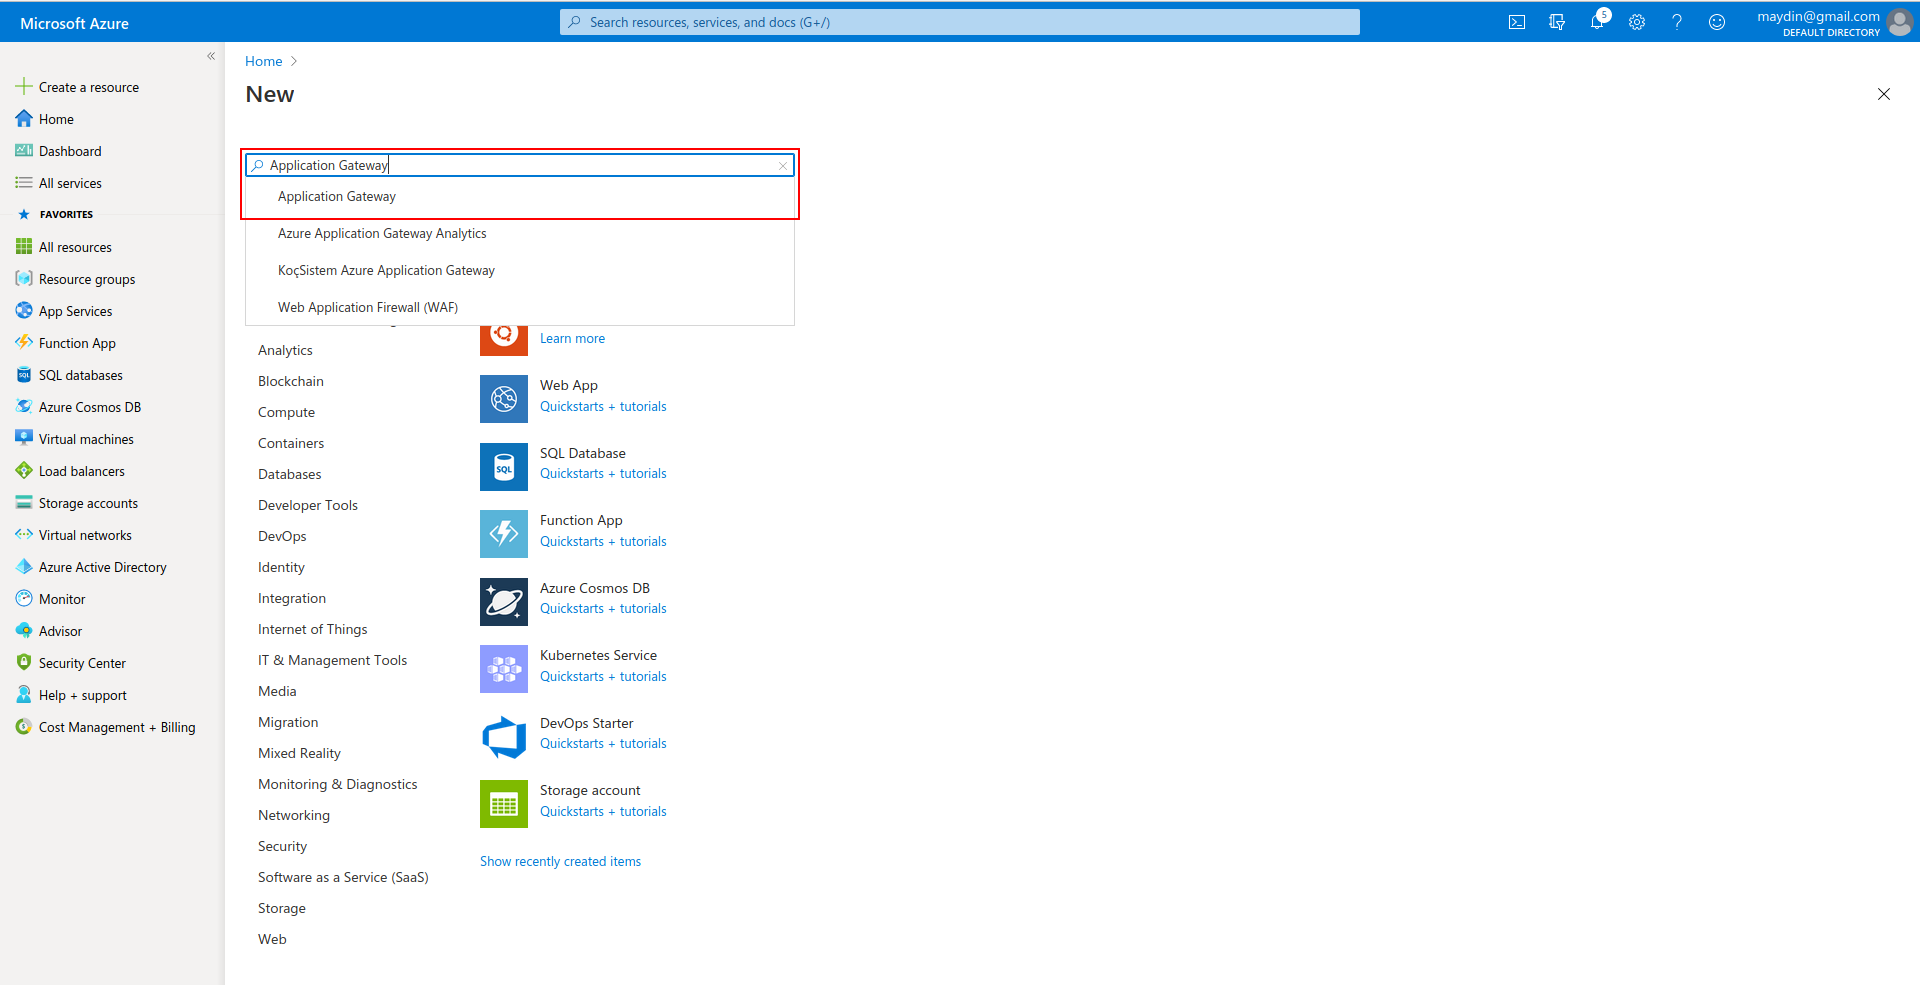 Microsoft Azure
Search resources, services, and docs (G+/)
5
maydin@gmail.com
DEFAULT DIRECTORY
Create a resource
Home
Dashboard
All services
FAVORITES
All resources
Resource groups
App Services
Function App
SQL databases
Azure Cosmos DB
Virtual machines
Load balancers
Storage accounts
Virtual networks
Azure Active Directory
Monitor
Advisor
Security Center
Help + support
Cost Management + Billing
Home
New
Application Gateway
Application Gateway
Azure Application Gateway Analytics
KoçSistem Azure Application Gateway
Web Application Firewall (WAF)
Analytics
Blockchain
Compute
Containers
Databases
Developer Tools
DevOps
Identity
Integration
Internet of Things
IT & Management Tools
Media
Migration
Mixed Reality
Monitoring & Diagnostics
Networking
Security
Software as a Service (SaaS)
Storage
Web
Learn more
Web App
Quickstarts + tutorials
SQL
SQL Database
Quickstarts + tutorials
Function App
Quickstarts + tutorials
Azure Cosmos DB
Quickstarts + tutorials
Kubernetes Service
Quickstarts + tutorials
DevOps Starter
Quickstarts + tutorials
Storage account
Quickstarts + tutorials
Show recently created items